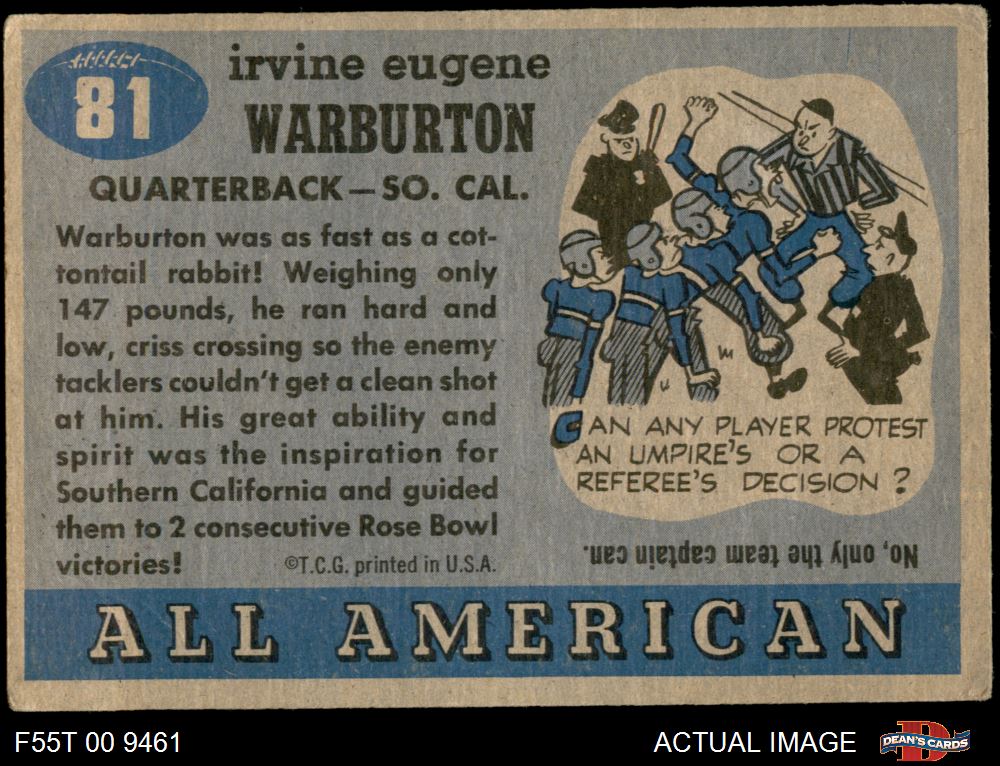 81
irvine eugene
WARBURTON
QUARTERBACK—SO. CAL.
Warburton was as fast as a cot-
tontail rabbit! Weighing only
147 pounds, he ran hard and
low, criss crossing so the enemy
tacklers couldn't get a clean shot
at him. His great ability and
spirit was the inspiration for
Southern California and guided
them to 2 consecutive Rose Bowl
victories!
©T.C.G. printed in U.S.A.
CAN ANY PLAYER PROTEST
AN UMPIRE'S OR A
REFEREE'S DECISION?
No, only the team captain can.
ALL AMERICAN
F55T 00 9461
ACTUAL IMAGE
D
DEAN'S CARDS